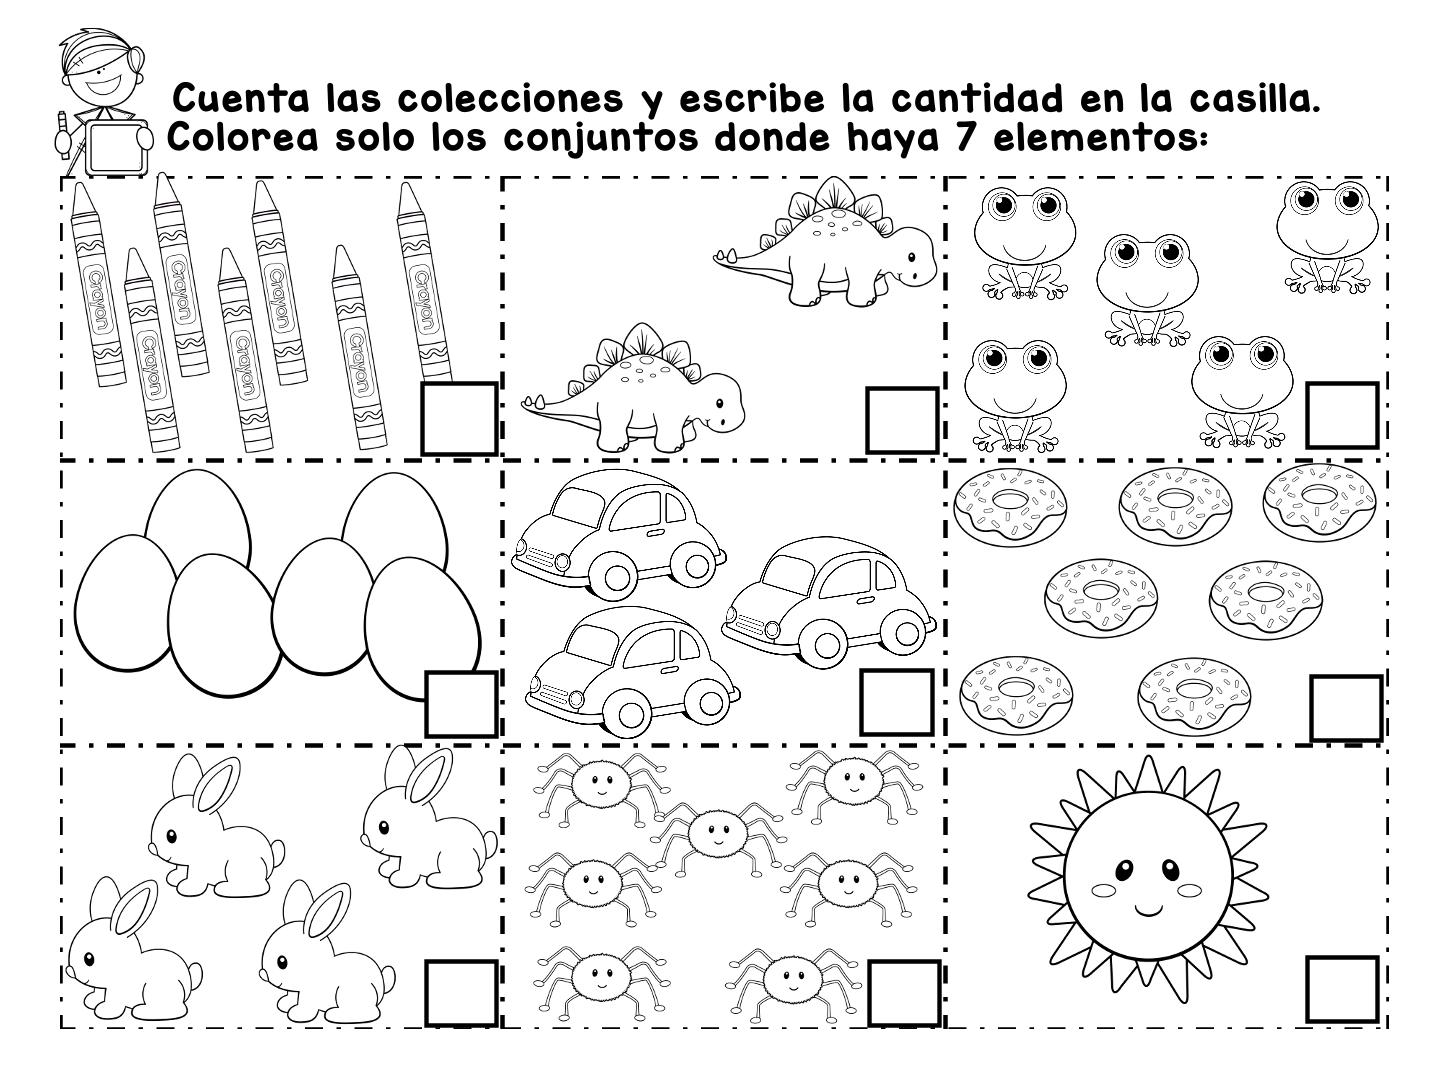 Cuenta las colecciones y escribe la cantidad en la casilla.
Colorea solo los conjuntos donde haya 7 elementos:
Crayon
Crayon
Crayon
Crayon
Crayon
Crayon
Crayon